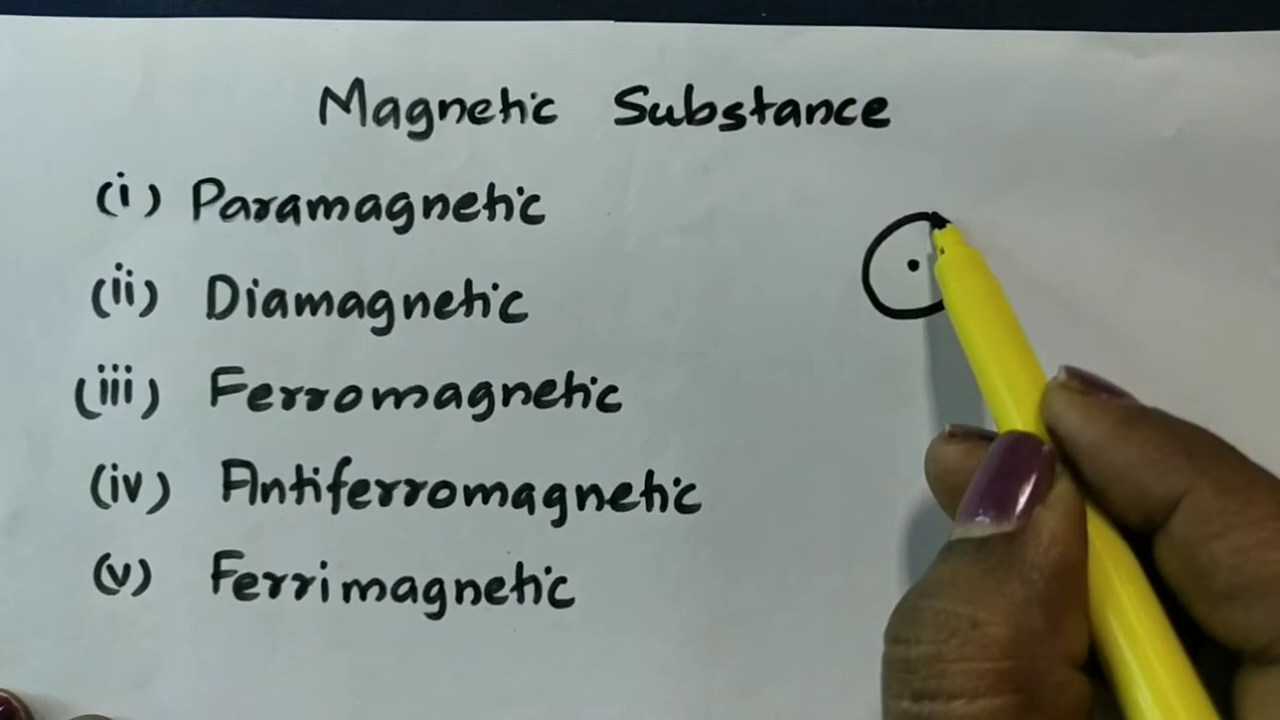 Magnetic Substance
(i) Paramagnetic
(ii) Diamagnetic
(iii) Ferromagnetic
(iv) Antiferromagnetic
(v) Ferrimagnetic